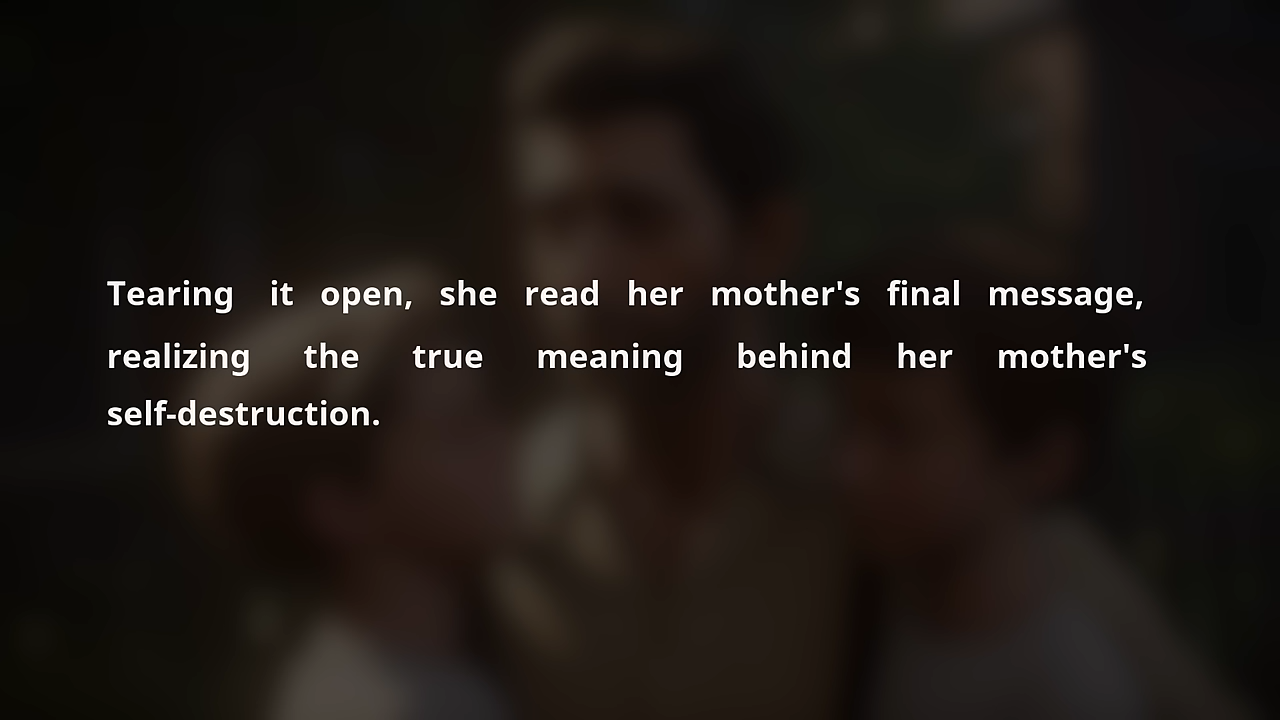 Tearing it open, she read her mother's final message,
realizing the true meaning behind her mother's
self-destruction.